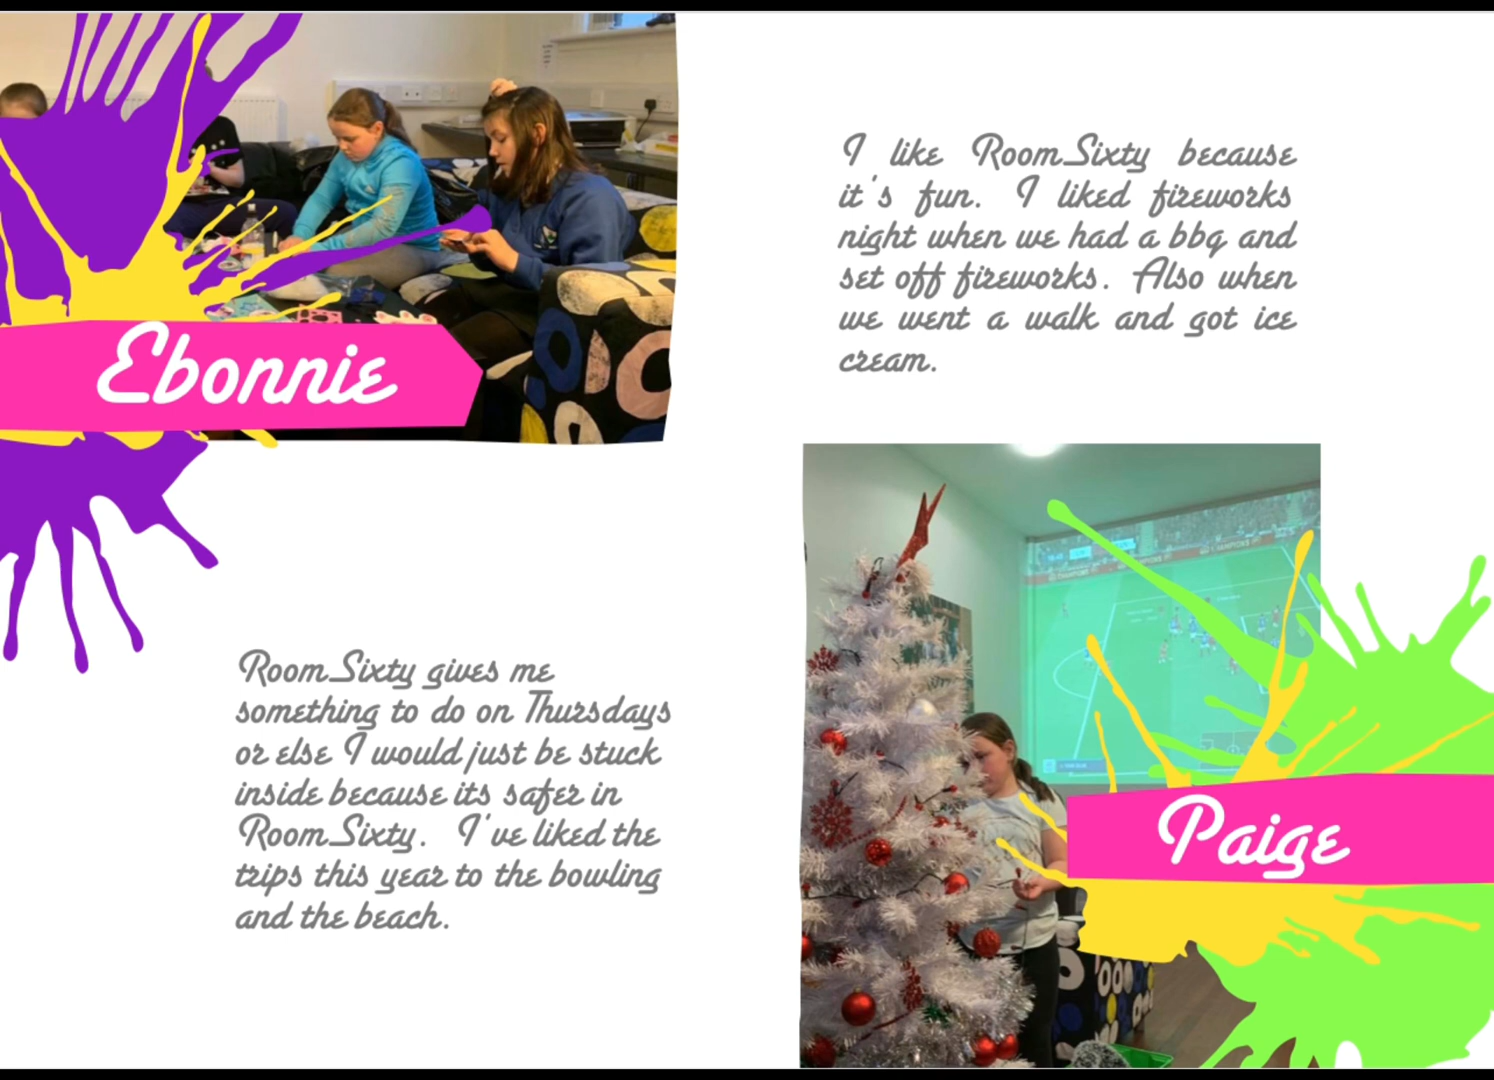 Ebonnie
RoomSixty gives me
something to do on Thursdays
or else I would just be stuck
inside because its safer in
RoomSixty. I've liked the
trips this year to the bowling
and the beach.
I like RoomSixty because
it's fun. I liked fireworks
night when we had a bbq and
set off fireworks. Also when
we went a walk and got ice
cream.
Paige